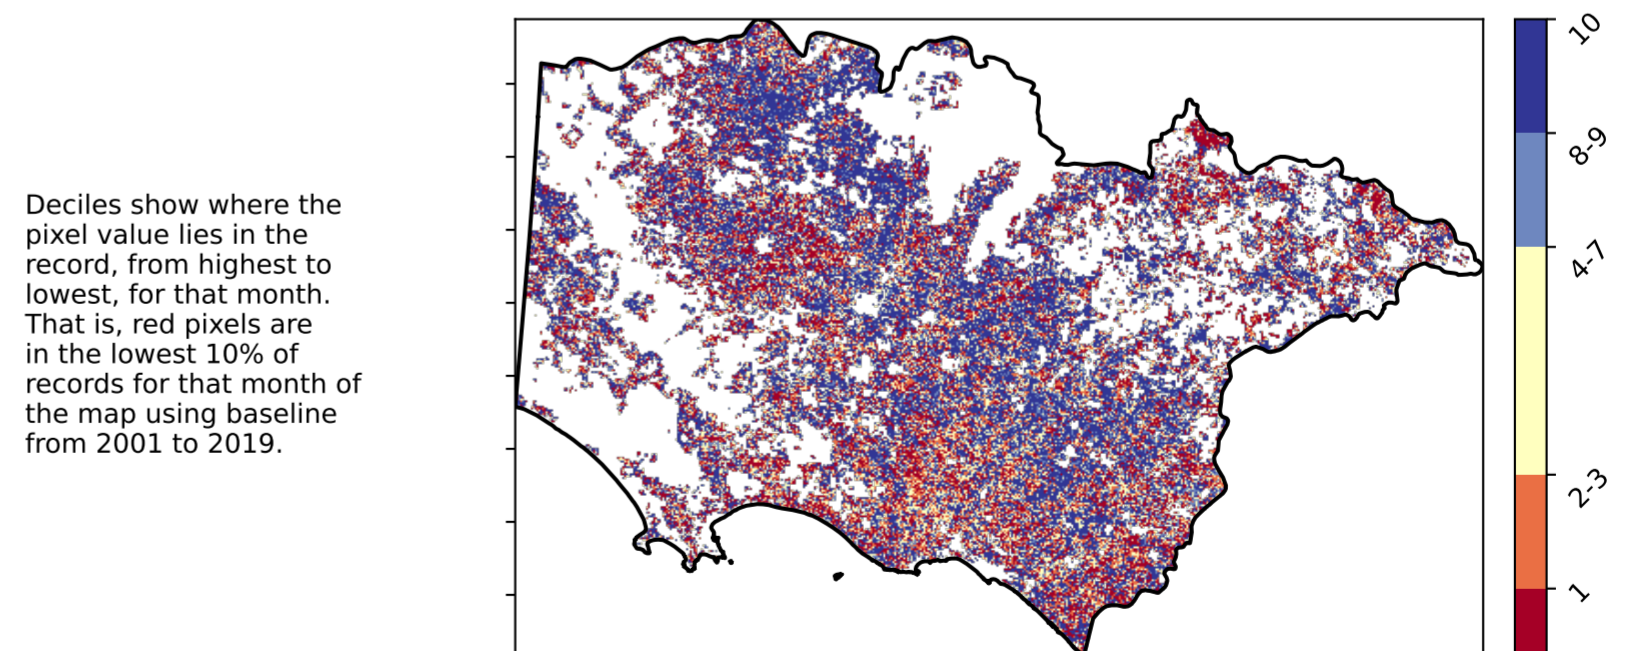 Deciles show where the
pixel value lies in the
record, from highest to
lowest, for that month.
That is, red pixels are
in the lowest 10% of
records for that month of
the map using baseline
from 2001 to 2019.
10
8-9
4-7
2-3
1